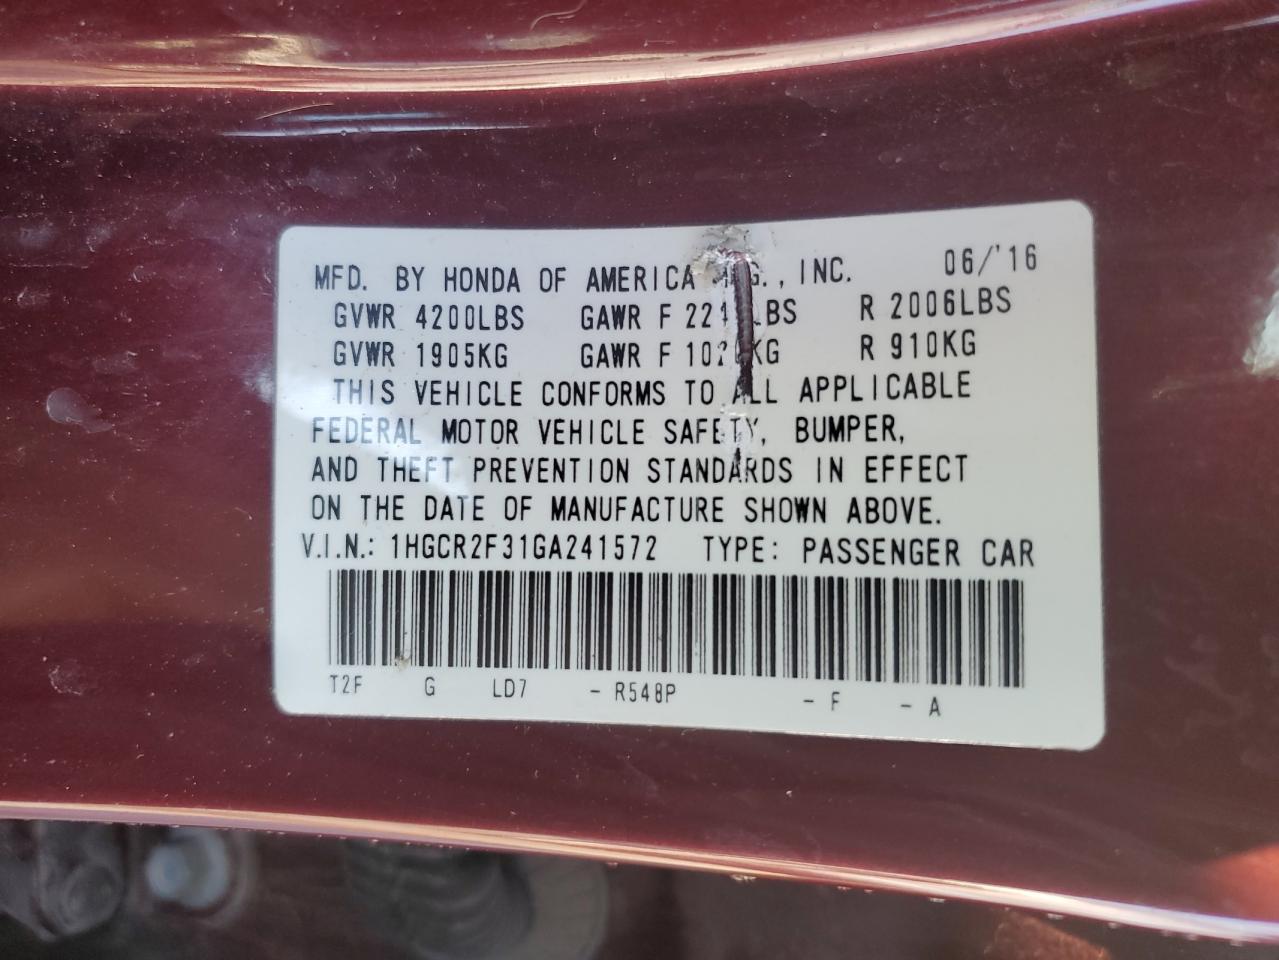 MFD. BY HONDA OF AMERICA INC. 06/'16
GVWR 4200LBS GAWR F R 2006LBS
GVWR 1905KG GAWR F R 910KG
THIS VEHICLE CONFORMS TO ALL APPLICABLE
FEDERAL MOTOR VEHICLE SAFETY, BUMPER,
AND THEFT PREVENTION STANDARDS IN EFFECT
ON THE DATE OF MANUFACTURE SHOWN ABOVE.
V.I.N.: 1HGCR2F31GA241572 TYPE: PASSENGER CAR
T2F G LD7 - R548P - F - A